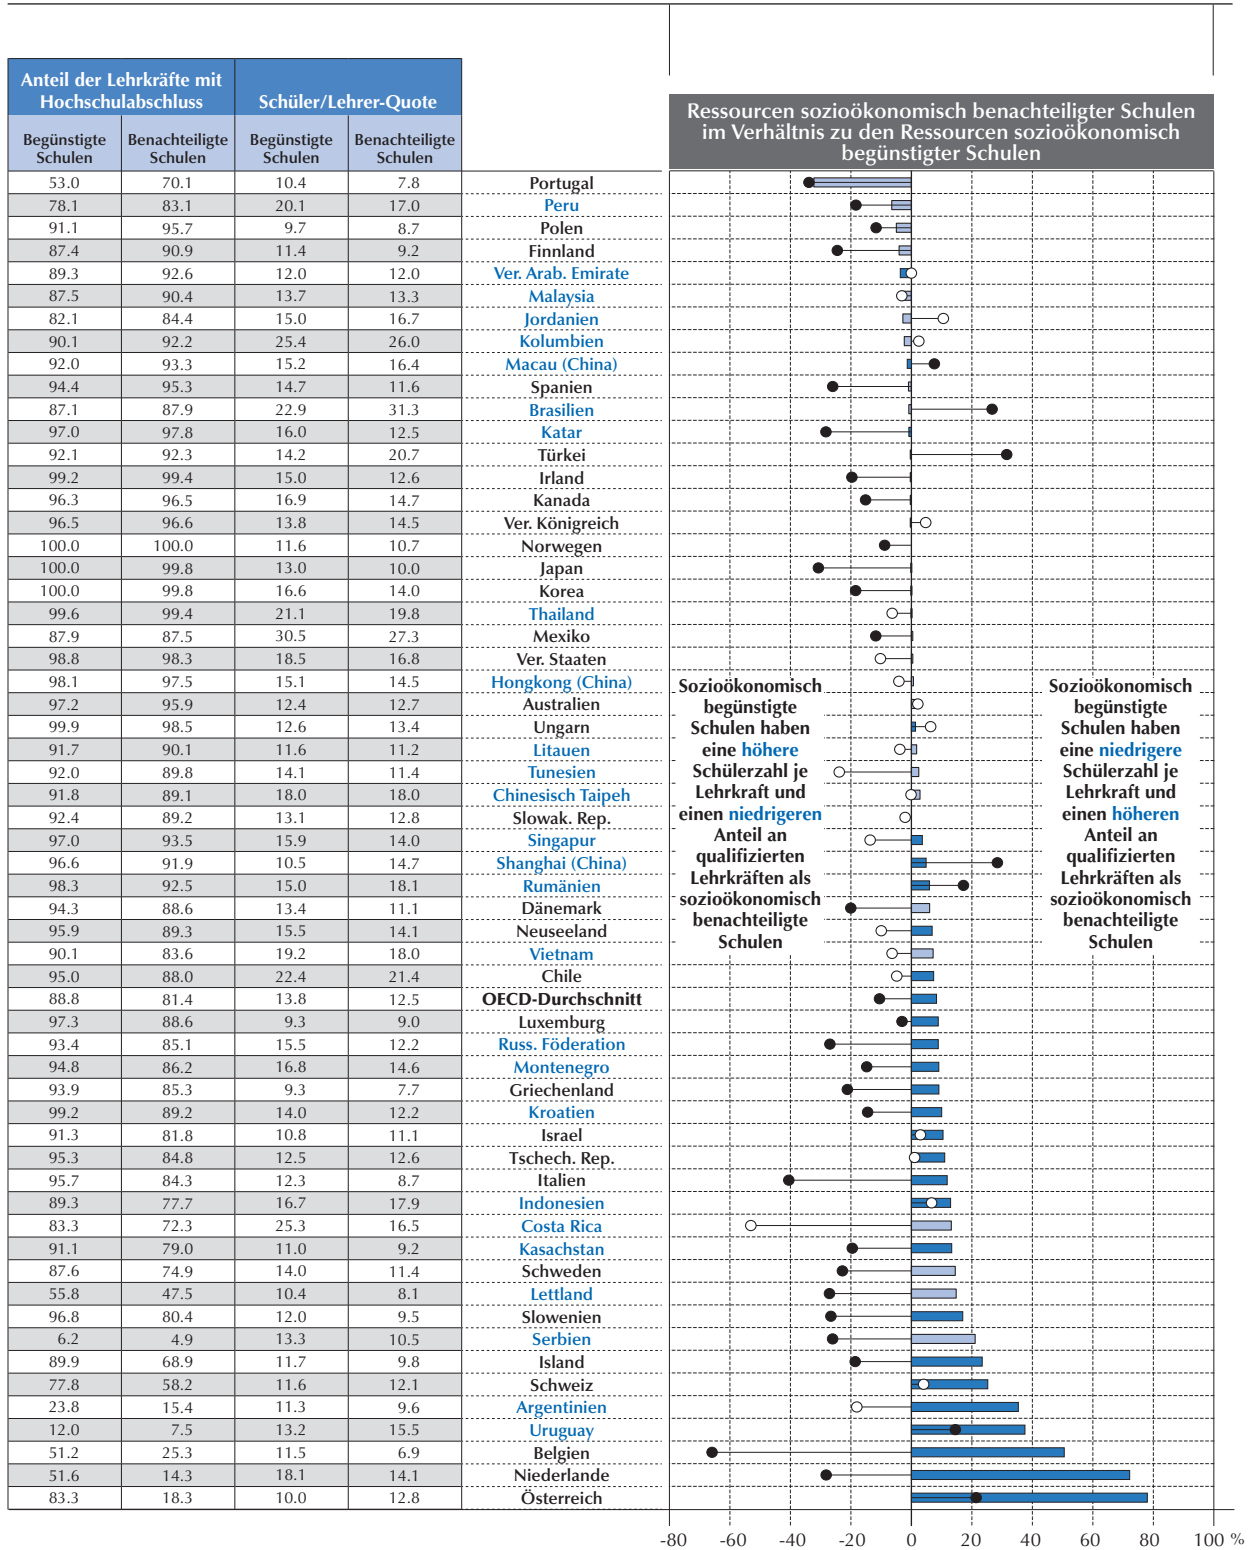 Anteil der Lehrkräfte mit
Hochschulabschluss
Schüler/Lehrer-Quote
Begünstigte
Schulen
Benachteiligte
Schulen
Begünstigte
Schulen
Benachteiligte
Schulen
Ressourcen sozioökonomisch benachteiligter Schulen
im Verhältnis zu den Ressourcen sozioökonomisch
begünstigter Schulen
53.0 70.1 10.4 7.8 Portugal
78.1 83.1 20.1 17.0 Peru
91.1 95.7 9.7 8.7 Polen
87.4 90.9 11.4 9.2 Finnland
89.3 92.6 12.0 12.0 Ver. Arab. Emirate
87.5 90.4 13.7 13.3 Malaysia
82.1 84.4 15.0 16.7 Jordanien
90.1 92.2 25.4 26.0 Kolumbien
92.0 93.3 15.2 16.4 Macau (China)
94.4 95.3 14.7 11.6 Spanien
87.1 87.9 22.9 31.3 Brasilien
97.0 97.8 16.0 12.5 Katar
92.1 92.3 14.2 20.7 Türkei
99.2 99.4 15.0 12.6 Irland
96.3 96.5 16.9 14.7 Kanada
96.5 96.6 13.8 14.5 Ver. Königreich
100.0 100.0 11.6 10.7 Norwegen
100.0 99.8 13.0 10.0 Japan
100.0 99.8 16.6 14.0 Korea
99.6 99.4 21.1 19.8 Thailand
87.9 87.5 30.5 27.3 Mexiko
98.8 98.3 18.5 16.8 Ver. Staaten
98.1 97.5 15.1 14.5 Hongkong (China)
97.2 95.9 12.4 12.7 Australien
99.9 98.5 12.6 13.4 Ungarn
91.7 90.1 11.6 11.2 Litauen
92.0 89.8 14.1 11.4 Tunesien
91.8 89.1 18.0 18.0 Chinesisch Taipeh
92.4 89.2 13.1 12.8 Slowak. Rep.
97.0 93.5 15.9 14.0 Singapur
96.6 91.9 10.5 14.7 Shanghai (China)
98.3 92.5 15.0 18.1 Rumänien
94.3 88.6 13.4 11.1 Dänemark
95.9 89.3 15.5 14.1 Neuseeland
90.1 83.6 19.2 18.0 Vietnam
95.0 88.0 22.4 21.4 Chile
88.8 81.4 13.8 12.5 OECD-Durchschnitt
97.3 88.6 9.3 9.0 Luxemburg
93.4 85.1 15.5 12.2 Russ. Föderation
94.8 86.2 16.8 14.6 Montenegro
93.9 85.3 9.3 7.7 Griechenland
99.2 89.2 14.0 12.2 Kroatien
91.3 81.8 10.8 11.1 Israel
95.3 84.8 12.5 12.6 Tschech. Rep.
95.7 84.3 12.3 8.7 Italien
89.3 77.7 16.7 17.9 Indonesien
83.3 72.3 25.3 16.5 Costa Rica
91.1 79.0 11.0 9.2 Kasachstan
87.6 74.9 14.0 11.4 Schweden
55.8 47.5 10.4 8.1 Lettland
96.8 80.4 12.0 9.5 Slowenien
6.2 4.9 13.3 10.5 Serbien
89.9 68.9 11.7 9.8 Island
77.8 58.2 11.6 12.1 Schweiz
23.8 15.4 11.3 9.6 Argentinien
12.0 7.5 13.2 15.5 Uruguay
51.2 25.3 11.5 6.9 Belgien
51.6 14.3 18.1 14.1 Niederlande
83.3 18.3 10.0 12.8 Österreich
Sozioökonomisch
begünstigte
Schulen haben
eine höhere
Schülerzahl je
Lehrkraft und
einen niedrigeren
Anteil an
qualifizierten
Lehrkräften als
sozioökonomisch
benachteiligte
Schulen
Sozioökonomisch
begünstigte
Schulen haben
eine niedrigere
Schülerzahl je
Lehrkraft und
einen höheren
Anteil an
qualifizierten
Lehrkräften als
sozioökonomisch
benachteiligte
Schulen
-80 -60 -40 -20 0 20 40 60 80 100 %